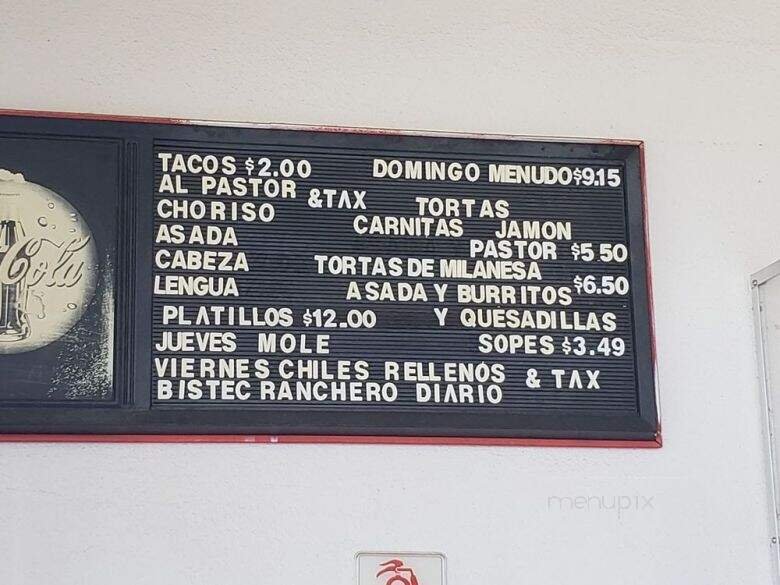 Cola
TACOS $2.00
AL PASTOR &TAX
CHORISO
ASADA
CABEZA
LENGUA
PLATILLOS $12.00
JUEVES MOLE
VIERNES CHILES RELLENOS & TAX
BISTEC RANCHERO DIARIO
DOMINGO MENUDO $9.15
TORTAS
CARNITAS JAMON
PASTOR $5 50
TORTAS DE MILANESA
ASADA Y BURRITOS $6.50
Y QUESADILLAS
SOPES $3.49
menupix